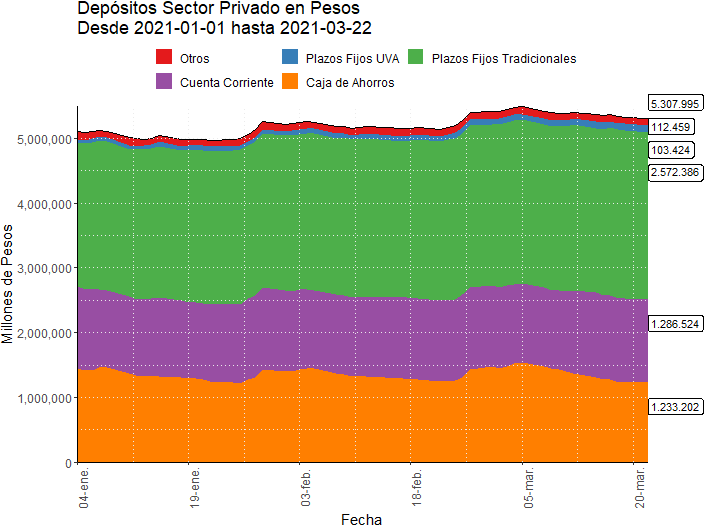 Depósitos Sector Privado en Pesos
Desde 2021-01-01 hasta 2021-03-22
Otros
Plazos Fijos UVA
Plazos Fijos Tradicionales
Cuenta Corriente
Caja de Ahorros
Millones de Pesos
5,000,000
4,000,000
3,000,000
2,000,000
1,000,000
0
5.307.995
112.459
103.424
2.572.386
1.286.524
1.233.202
04-ene.
19-ene.
03-feb.
18-feb.
05-mar.
20-mar.
Fecha